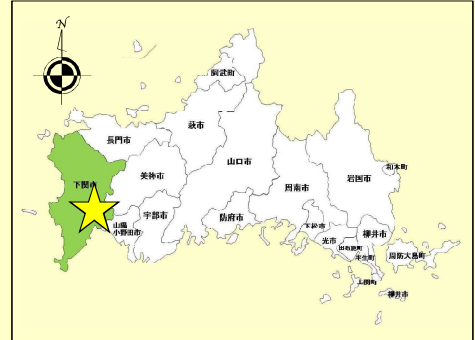 N
阿武町
萩市
長門市
山口市
美祢市
岩国市
和木町
下関市
周南市
宇部市
防府市
山陽
小野田市
下松市
光市
柳井市
田布施町
平生町
周防大島町
上関町
柳井市